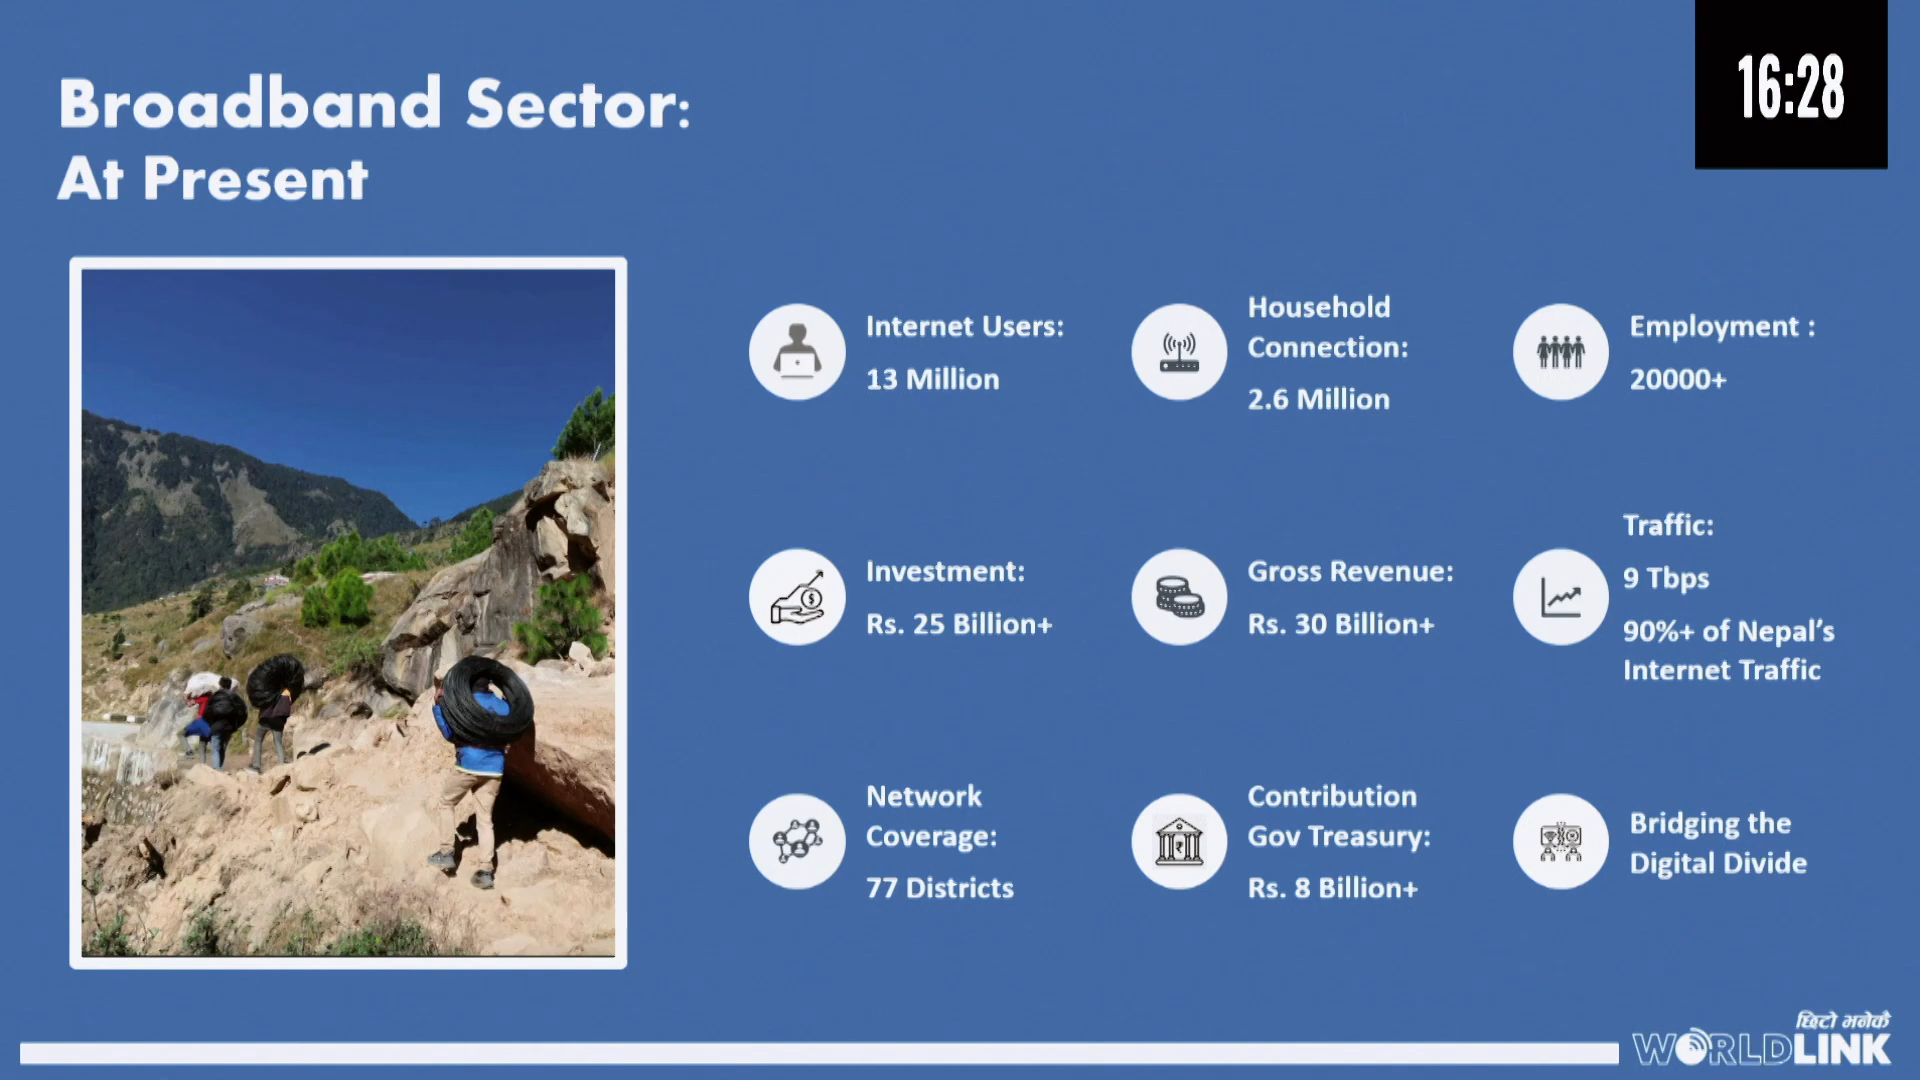 Broadband Sector:
At Present
16:28
Internet Users:
13 Million
Household
Connection:
2.6 Million
Employment :
20000+
Investment:
Rs. 25 Billion+
Gross Revenue:
Rs. 30 Billion+
Traffic:
9 Tbps
90%+ of Nepal’s
Internet Traffic
Network
Coverage:
77 Districts
Contribution
Gov Treasury:
Rs. 8 Billion+
Bridging the
Digital Divide
छिटो भनेकै
WORLDLINK